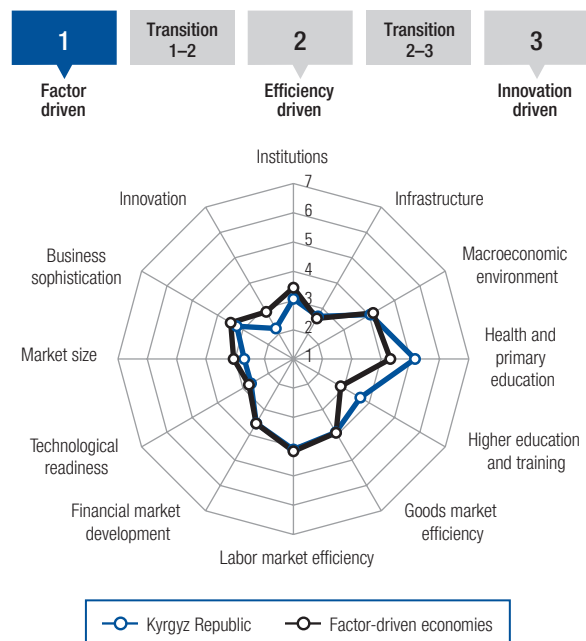 1
Transition
1–2
2
Transition
2–3
3
Factor
driven
Efficiency
driven
Innovation
driven
Institutions
Infrastructure
Macroeconomic
environment
Health and
primary
education
Higher education
and training
Goods market
efficiency
Labor market efficiency
Financial market
development
Technological
readiness
Market size
Business
sophistication
Innovation
7
6
5
4
3
2
1
Kyrgyz Republic
Factor-driven economies